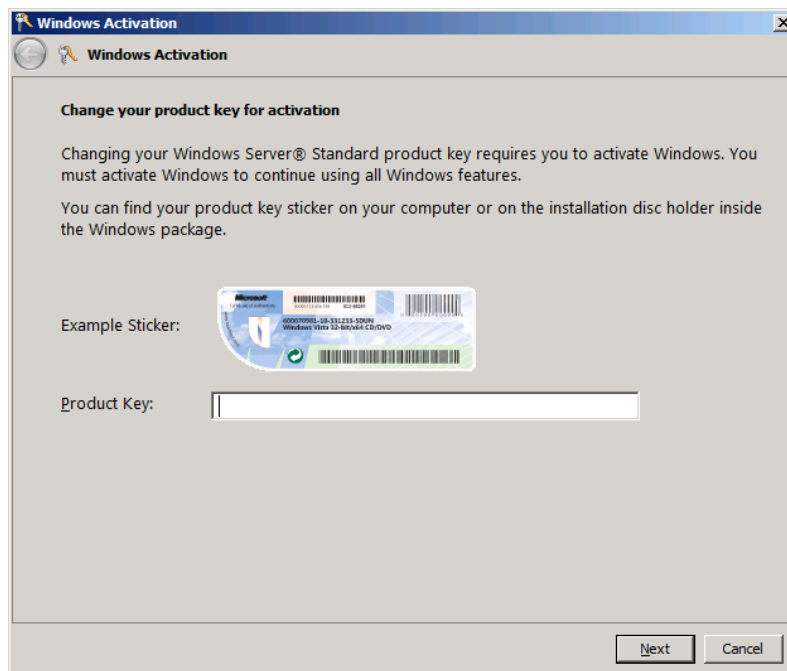 Windows Activation
Windows Activation
Change your product key for activation
Changing your Windows Server® Standard product key requires you to activate Windows. You
must activate Windows to continue using all Windows features.
You can find your product key sticker on your computer or on the installation disc holder inside
the Windows package.
Example Sticker:
Microsoft
Windows Vista 32-bit/x64 CD/DVD
Product Key:
Next
Cancel